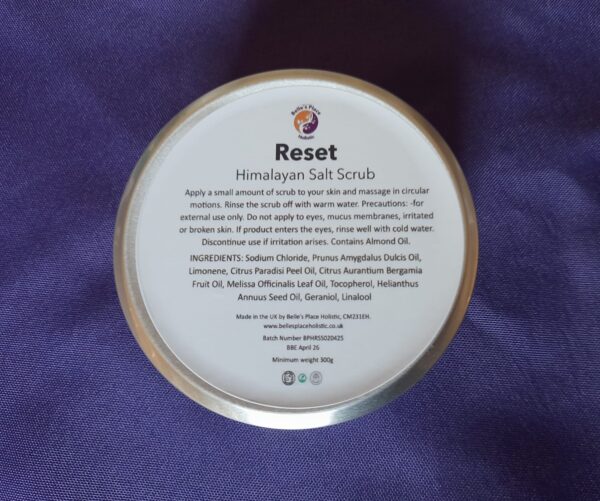 Belle's Place
Holistic
Reset
Himalayan Salt Scrub
Apply a small amount of scrub to your skin and massage in circular
motions. Rinse the scrub off with warm water. Precautions: -for
external use only. Do not apply to eyes, mucus membranes, irritated
or broken skin. If product enters the eyes, rinse well with cold water.
Discontinue use if irritation arises. Contains Almond Oil.
INGREDIENTS: Sodium Chloride, Prunus Amygdalus Dulcis Oil,
Limonene, Citrus Paradisi Peel Oil, Citrus Aurantium Bergamia
Fruit Oil, Melissa Officinalis Leaf Oil, Tocopherol, Helianthus
Annuus Seed Oil, Geraniol, Linalool
Made in the UK by Belle's Place Holistic, CM231EH.
www.bellesplaceholistic.co.uk
Batch Number BPHRSS020425
BBE April 26
Minimum weight 300g